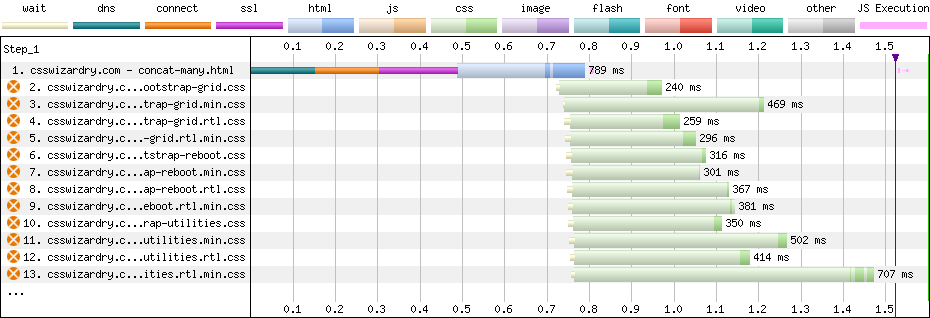 wait dns connect ssl html js css image flash font video other JS Execution
Step_1 0.1 0.2 0.3 0.4 0.5 0.6 0.7 0.8 0.9 1.0 1.1 1.2 1.3 1.4 1.5
1. csswizardry.com - concat-many.html 789 ms
2. csswizardry.c...ootstrap-grid.css 240 ms
3. csswizardry.c...trap-grid.min.css 469 ms
4. csswizardry.c...trap-grid.rtl.css 259 ms
5. csswizardry.c...-grid.rtl.min.css 296 ms
6. csswizardry.c...tstrap-reboot.css 316 ms
7. csswizardry.c...ap-reboot.min.css 301 ms
8. csswizardry.c...ap-reboot.rtl.css 367 ms
9. csswizardry.c...eboot.rtl.min.css 381 ms
10. csswizardry.c...rap-utilities.css 350 ms
11. csswizardry.c...utilities.min.css 502 ms
12. csswizardry.c...utilities.rtl.css 414 ms
13. csswizardry.c...ities.rtl.min.css 707 ms
...
0.1 0.2 0.3 0.4 0.5 0.6 0.7 0.8 0.9 1.0 1.1 1.2 1.3 1.4 1.5